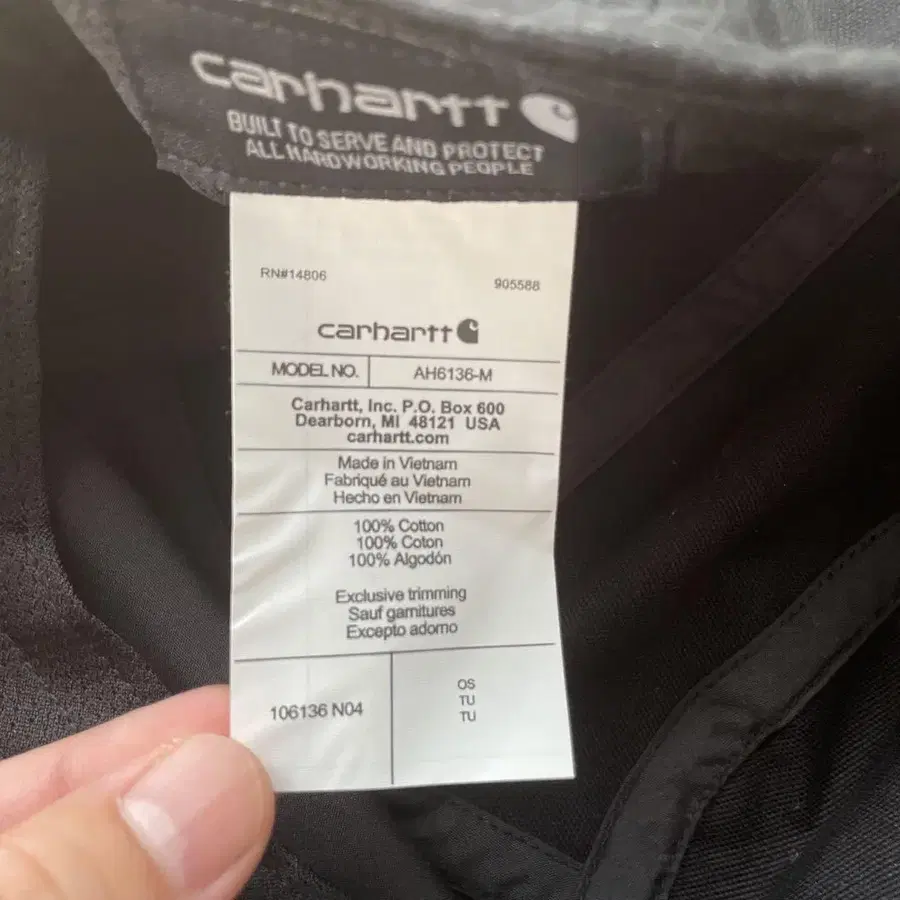 carhartt
BUILT TO SERVE AND PROTECT
ALL HARDWORKING PEOPLE
RN#14806
905588
carhartt
MODEL NO. AH6136-M
Carhartt, Inc. P.O. Box 600
Dearborn, MI 48121 USA
carhartt.com
Made in Vietnam
Fabriqué au Vietnam
Hecho en Vietnam
100% Cotton
100% Coton
100% Algodón
Exclusive trimming
Sauf garnitures
Excepto adorno
106136 N04
OS
TU
TU